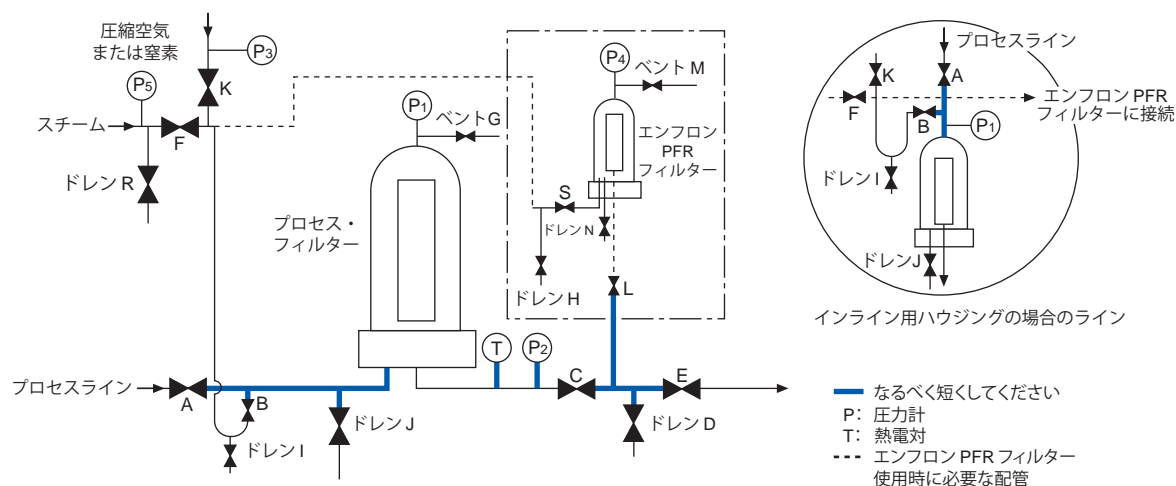 圧縮空気
または窒素
P3
P5
K
スチーム
F
ドレン R
P1
ベントG
プロセス・
フィルター
P4
ベント M
エンフロン
PFR
フィルター
S
ドレン N
ドレン H
L
T
P2
C
E
プロセスライン
A
B
ドレン I
ドレン J
ドレン D
プロセスライン
K
A
F
B
エンフロン PFR
フィルターに接続
P1
ドレン I
ドレンJ
インライン用ハウジングの場合のライン
なるべく短くしてください
P： 圧力計
T： 熱電対
エンフロン PFR フィルター
使用時に必要な配管